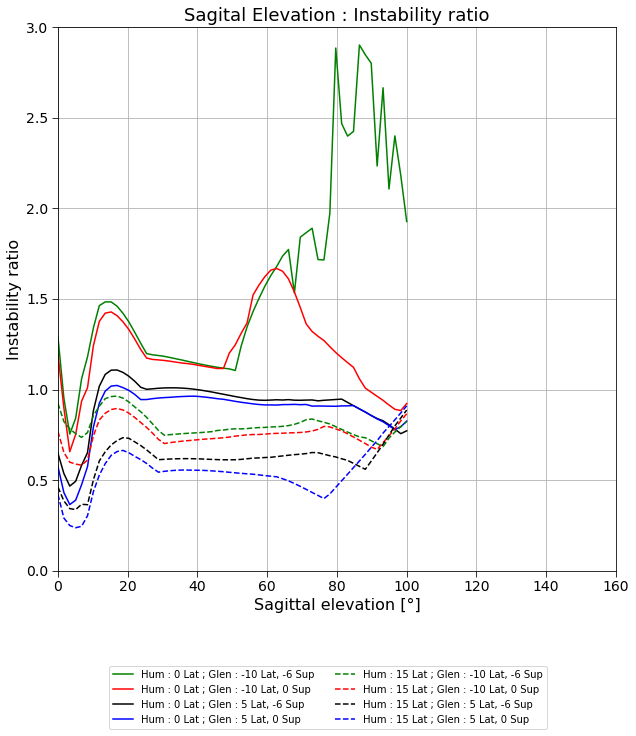 Sagital Elevation : Instability ratio
3.0
2.5
2.0
1.5
1.0
0.5
0.0
Instability ratio
0 20 40 60 80 100 120 140 160
Sagittal elevation [°]
Hum : 0 Lat ; Glen : -10 Lat, -6 Sup
Hum : 0 Lat ; Glen : -10 Lat, 0 Sup
Hum : 0 Lat ; Glen : 5 Lat, -6 Sup
Hum : 0 Lat ; Glen : 5 Lat, 0 Sup
Hum : 15 Lat ; Glen : -10 Lat, -6 Sup
Hum : 15 Lat ; Glen : -10 Lat, 0 Sup
Hum : 15 Lat ; Glen : 5 Lat, -6 Sup
Hum : 15 Lat ; Glen : 5 Lat, 0 Sup